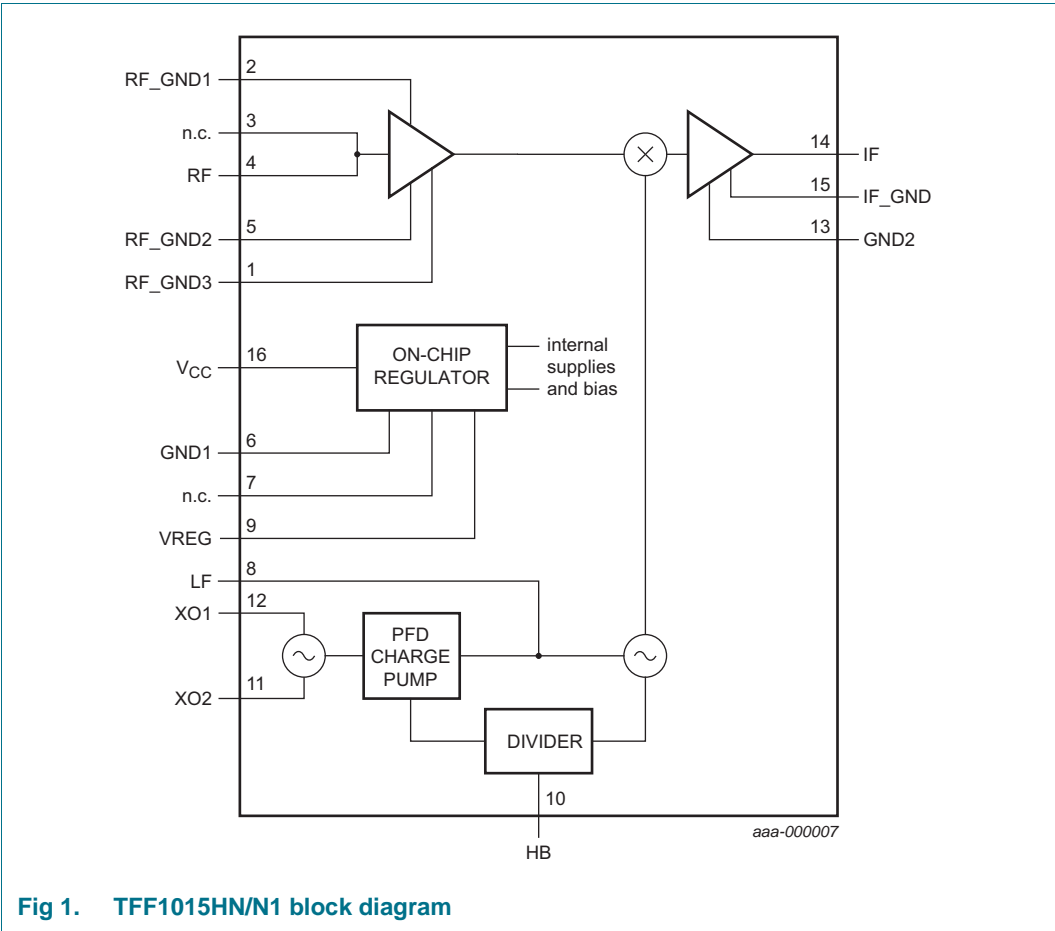 2
RF_GND1
3
n.c.
4
RF
5
RF_GND2
1
RF_GND3
14
IF
15
IF_GND
13
GND2
16
VCC
ON-CHIP
REGULATOR
internal
supplies
and bias
6
GND1
7
n.c.
9
VREG
8
LF
12
XO1
11
XO2
PFD
CHARGE
PUMP
DIVIDER
10
HB
aaa-000007
Fig 1. TFF1015HN/N1 block diagram